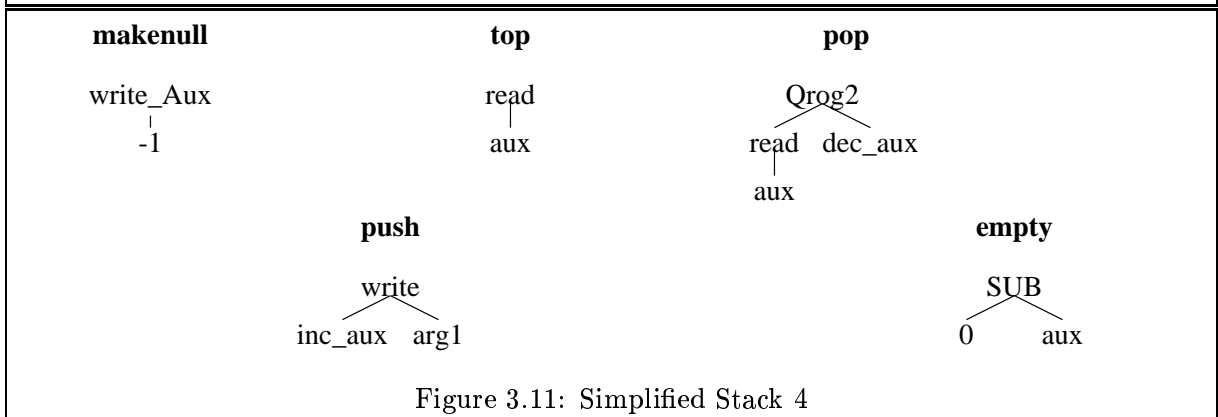 makenull top pop
write_Aux read Qrog2
-1 aux read dec_aux
aux
push empty
write SUB
inc_aux arg1 0 aux
Figure 3.11: Simplified Stack 4